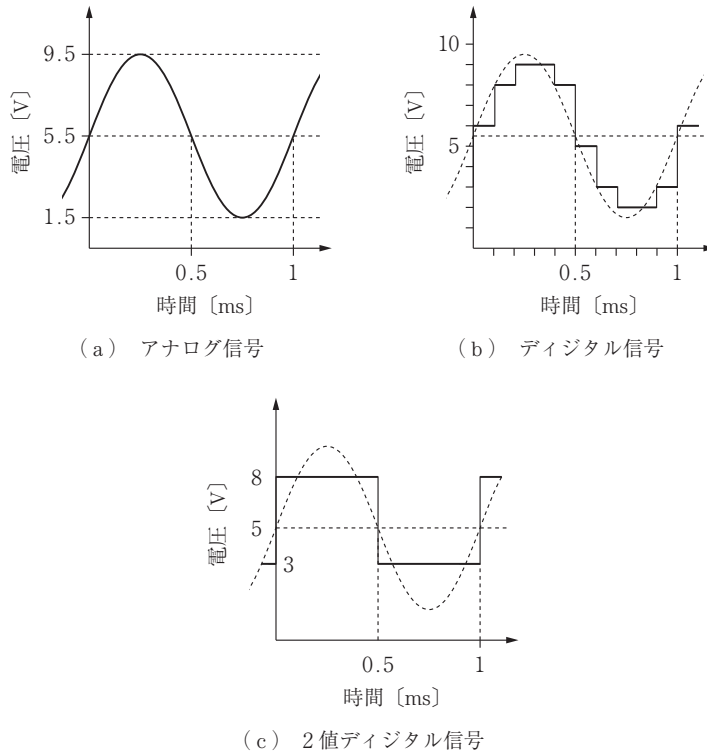 電圧〔V〕
9.5
5.5
1.5
0.5
1
時間〔ms〕
（a） アナログ信号
電圧〔V〕
10
5
0.5
1
時間〔ms〕
（b） ディジタル信号
電圧〔V〕
8
5
3
0.5
1
時間〔ms〕
（c） 2値ディジタル信号